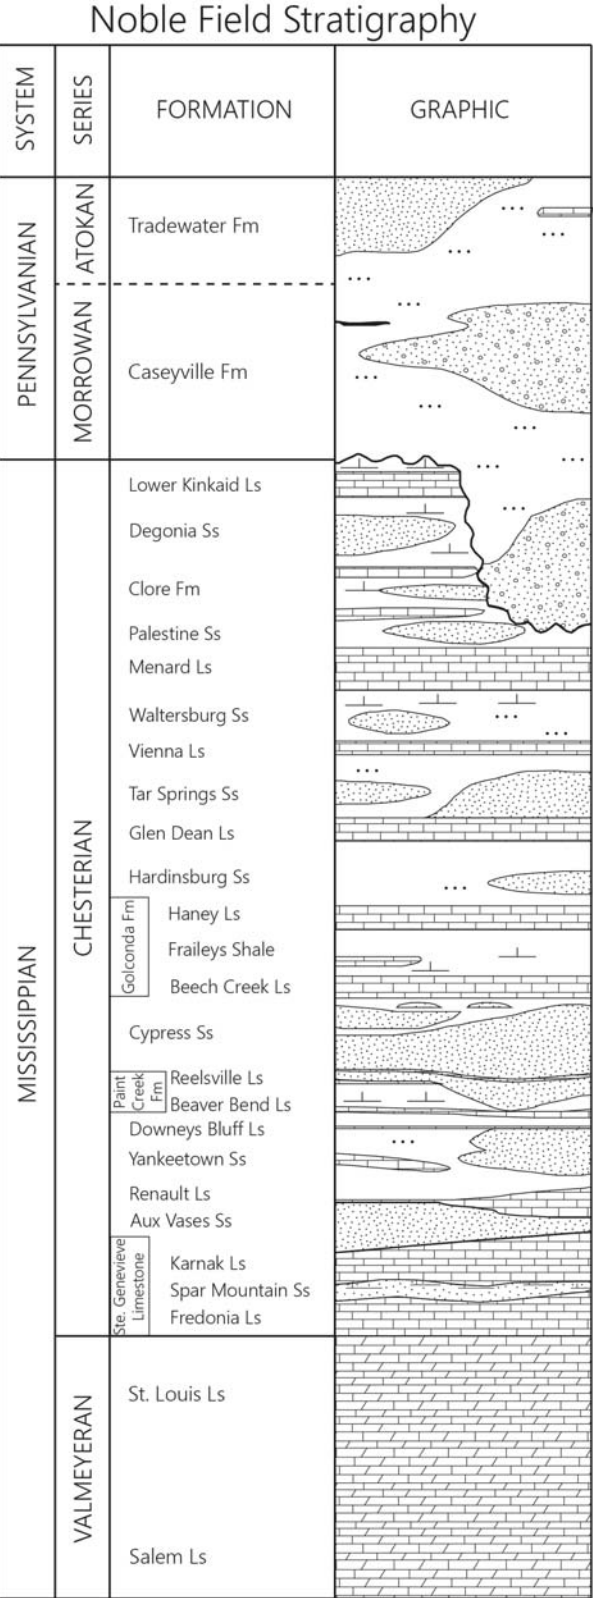 Noble Field Stratigraphy
SYSTEM
SERIES
FORMATION
GRAPHIC
PENNSYLVANIAN
ATOKAN
Tradewater Fm
MORROWAN
Caseyville Fm
MISSISSIPPIAN
CHESTERIAN
Lower Kinkaid Ls
Degonia Ss
Clore Fm
Palestine Ss
Menard Ls
Waltersburg Ss
Vienna Ls
Tar Springs Ss
Glen Dean Ls
Hardinsburg Ss
Golconda Fm
Haney Ls
Fraileys Shale
Beech Creek Ls
Cypress Ss
Paint
Creek
Fm
Reelsville Ls
Beaver Bend Ls
Downeys Bluff Ls
Yankeetown Ss
Renault Ls
Aux Vases Ss
Ste. Genevieve
Limestone
Karnak Ls
Spar Mountain Ss
Fredonia Ls
VALMEYERAN
St. Louis Ls
Salem Ls